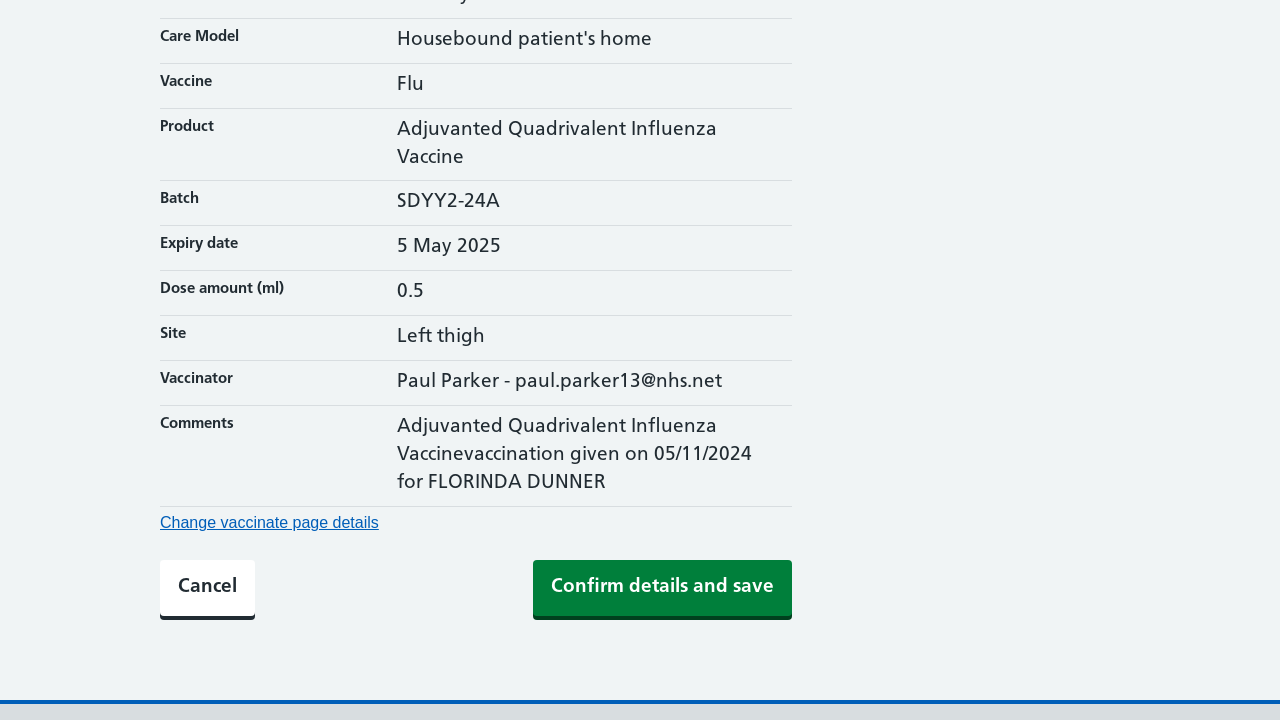 Care Model
Housebound patient's home
Vaccine
Flu
Product
Adjuvanted Quadrivalent Influenza
Vaccine
Batch
SDYY2-24A
Expiry date
5 May 2025
Dose amount (ml)
0.5
Site
Left thigh
Vaccinator
Paul Parker - paul.parker13@nhs.net
Comments
Adjuvanted Quadrivalent Influenza
Vaccinevaccination given on 05/11/2024
for FLORINDA DUNNER
Change vaccinate page details
Cancel
Confirm details and save